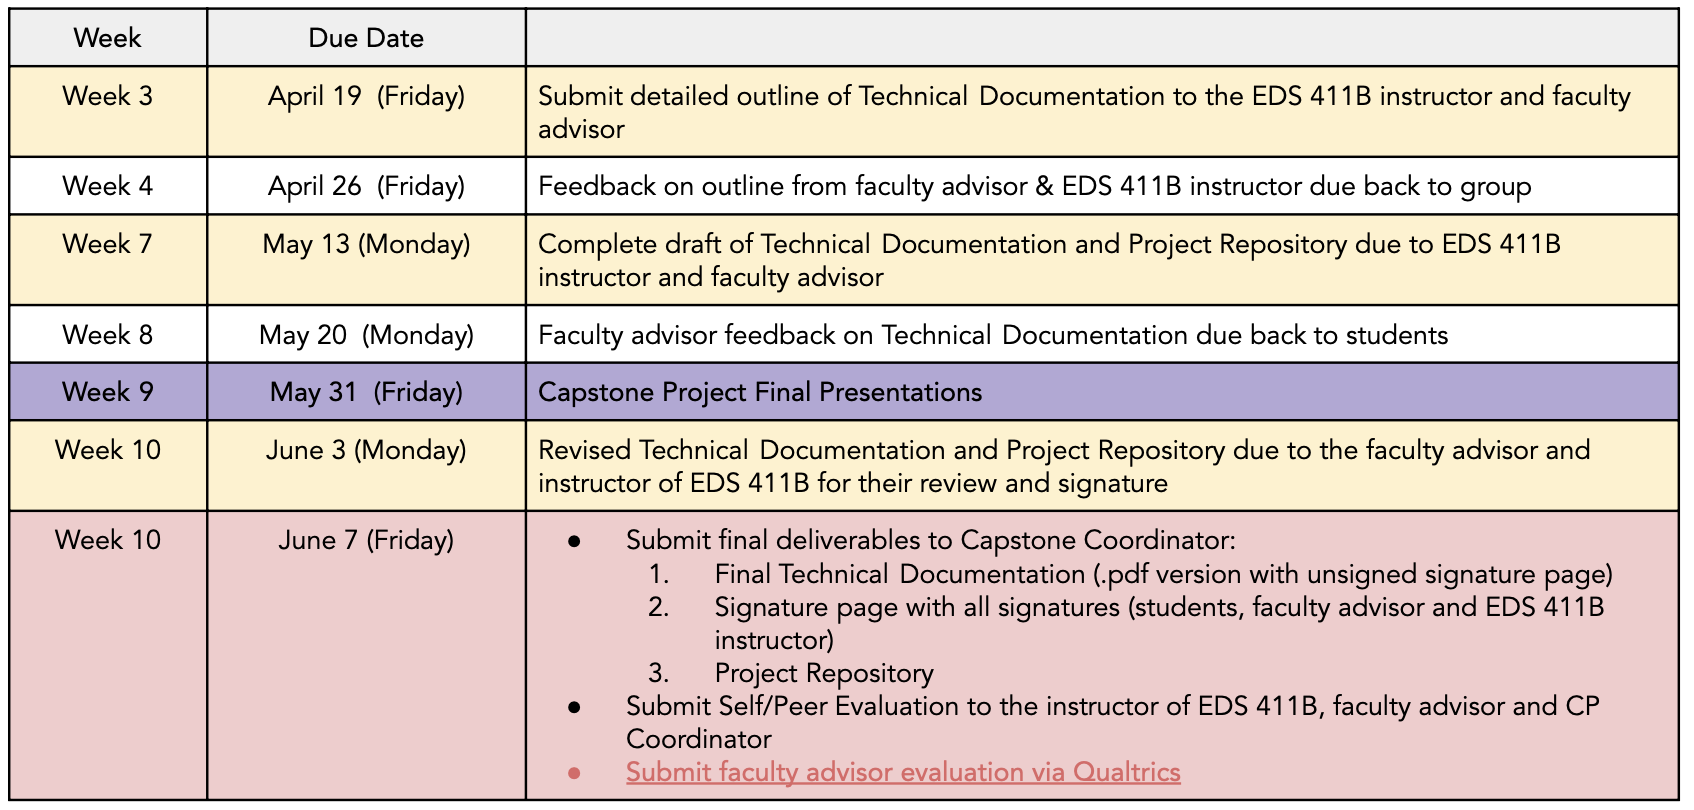 Week Due Date
Week 3 April 19 (Friday) Submit detailed outline of Technical Documentation to the EDS 411B instructor and faculty
advisor
Week 4 April 26 (Friday) Feedback on outline from faculty advisor & EDS 411B instructor due back to group
Week 7 May 13 (Monday) Complete draft of Technical Documentation and Project Repository due to EDS 411B
instructor and faculty advisor
Week 8 May 20 (Monday) Faculty advisor feedback on Technical Documentation due back to students
Week 9 May 31 (Friday) Capstone Project Final Presentations
Week 10 June 3 (Monday) Revised Technical Documentation and Project Repository due to the faculty advisor and
instructor of EDS 411B for their review and signature
Week 10 June 7 (Friday) ● Submit final deliverables to Capstone Coordinator:
1. Final Technical Documentation (.pdf version with unsigned signature page)
2. Signature page with all signatures (students, faculty advisor and EDS 411B
instructor)
3. Project Repository
● Submit Self/Peer Evaluation to the instructor of EDS 411B, faculty advisor and CP
Coordinator
● Submit faculty advisor evaluation via Qualtrics